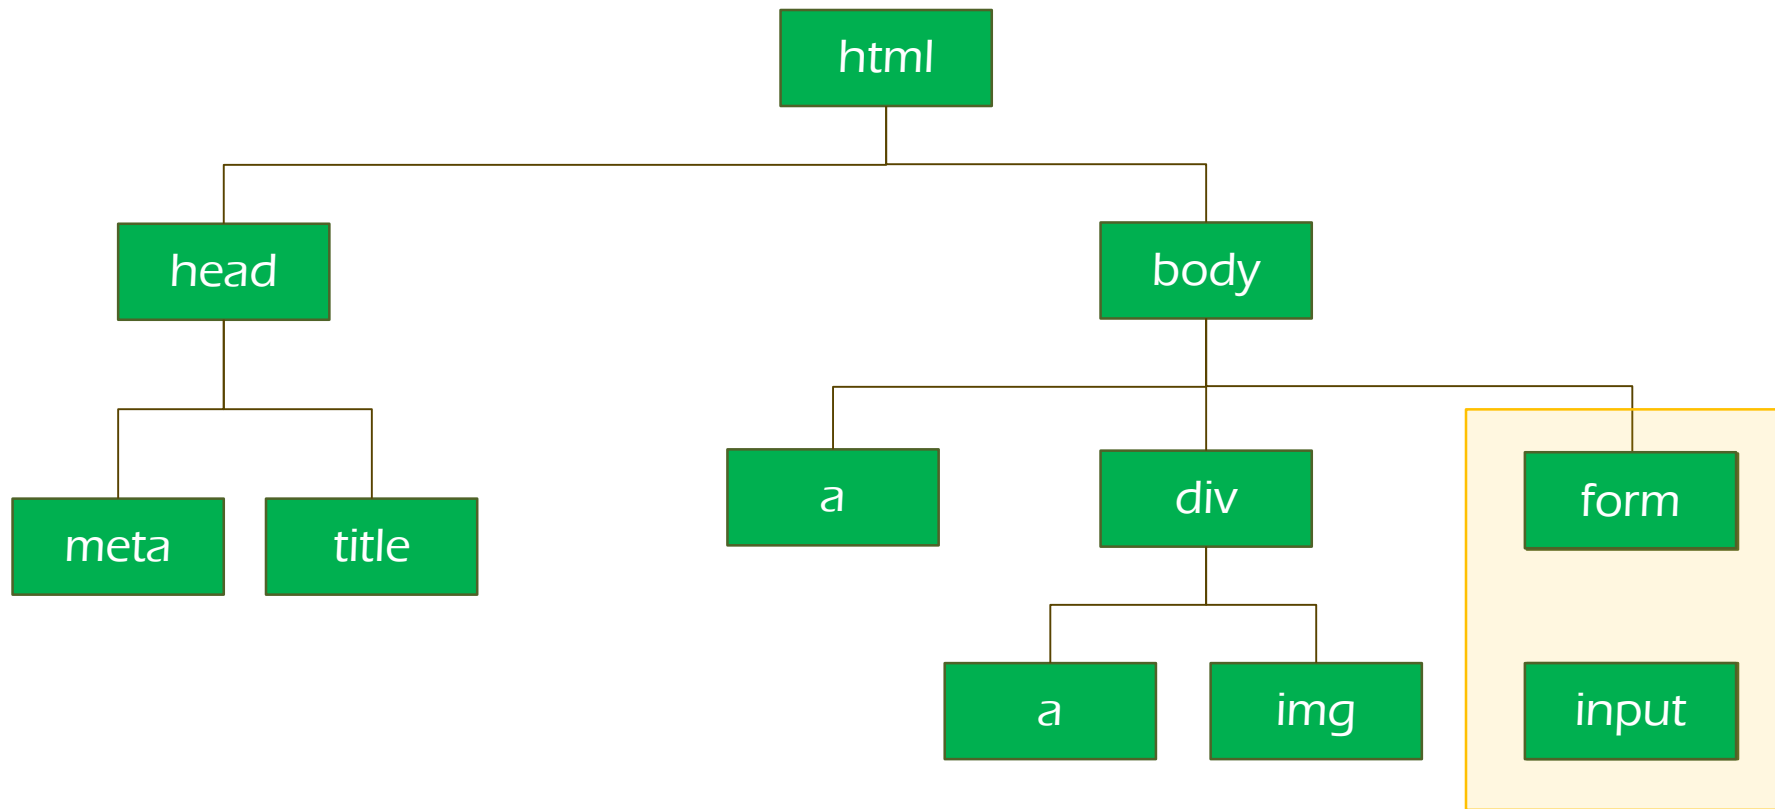 html
head
body
a
div
form
meta
title
a
img
input